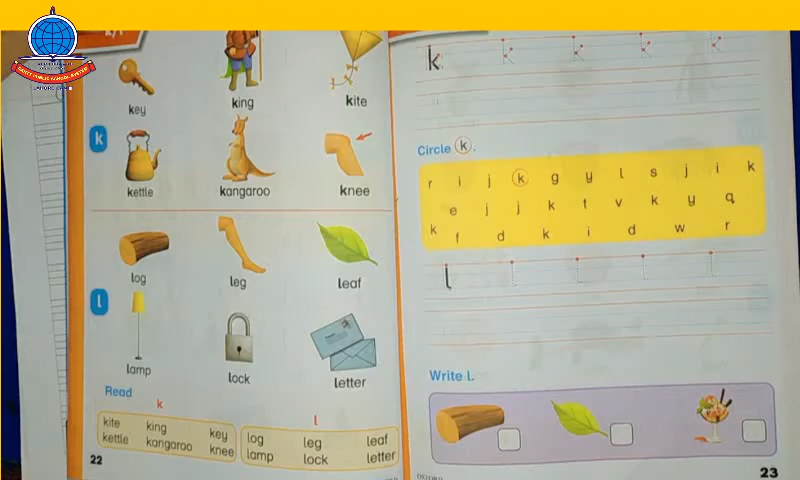 key
king
kite
k
kettle
kangaroo
knee
log
leg
leaf
l
lamp
lock
letter
Read
k
l
kite king key
kettle kangaroo knee
log leg leaf
lamp lock letter
22
k k k k k
Circle k.
r i j k g y l s j i k
e j j k t v k y q
k f d k i d w r
l l l l l
Write l.
OXFORD
23